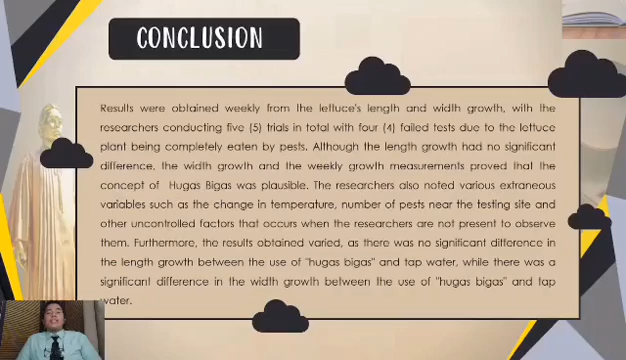 CONCLUSION
Results were obtained weekly from the lettuce's length and width growth, with the
researchers conducting five (5) trials in total with four (4) failed tests due to the lettuce
plant being completely eaten by pests. Although the length growth had no significant
difference, the width growth and the weekly growth measurements proved that the
concept of Hugas Bigas was plausible. The researchers also noted various extraneous
variables such as the change in temperature, number of pests near the testing site and
other uncontrolled factors that occurs when the researchers are not present to observe
them. Furthermore, the results obtained varied, as there was no significant difference in
the length growth between the use of "hugas bigas" and tap water, while there was a
significant difference in the width growth between the use of "hugas bigas" and tap
water.